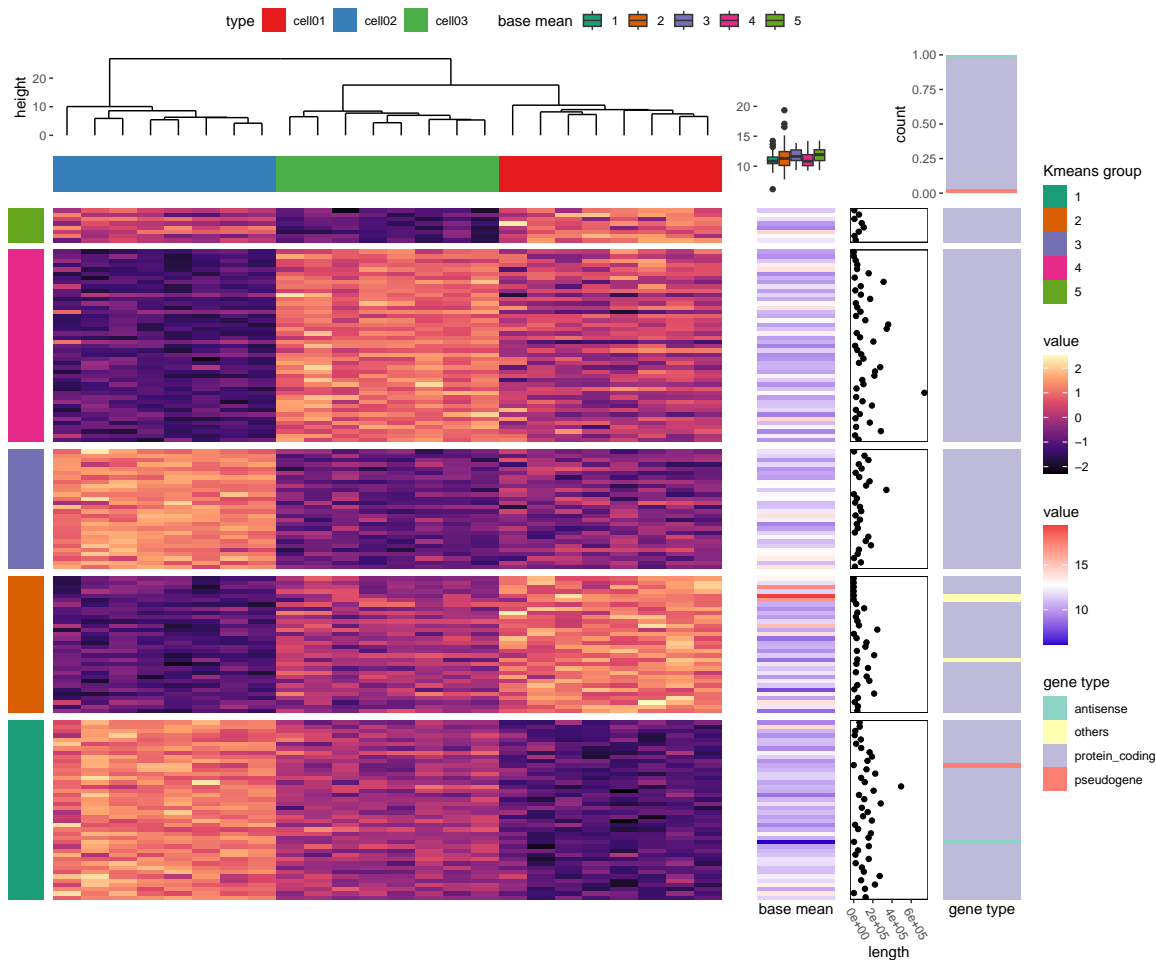 type cell01 cell02 cell03 base mean 1 2 3 4 5
height
20
10
0
20
15
10
count
1.00
0.75
0.50
0.25
0.00
Kmeans group
1
2
3
4
5
value
2
1
0
−1
−2
value
15
10
gene type
antisense
others
protein_coding
pseudogene
base mean
0e+00
2e+05
4e+05
6e+05
length
gene type